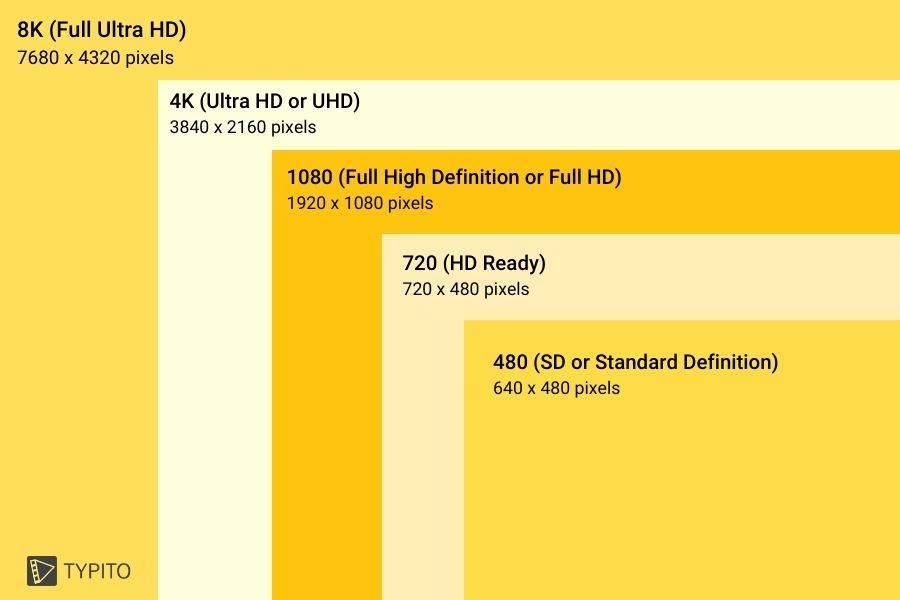 8K (Full Ultra HD)
7680 x 4320 pixels
4K (Ultra HD or UHD)
3840 x 2160 pixels
1080 (Full High Definition or Full HD)
1920 x 1080 pixels
720 (HD Ready)
720 x 480 pixels
480 (SD or Standard Definition)
640 x 480 pixels
TYPITO